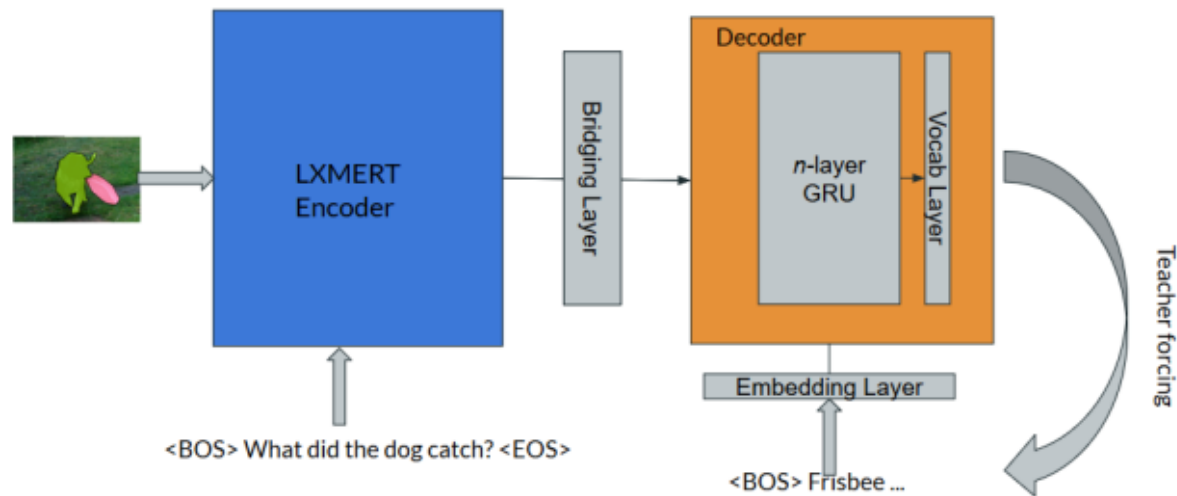 LXMERT
Encoder
Bridging Layer
Decoder
n-layer
GRU
Vocab Layer
Embedding Layer
Teacher forcing
<BOS> What did the dog catch? <EOS>
<BOS> Frisbee ...